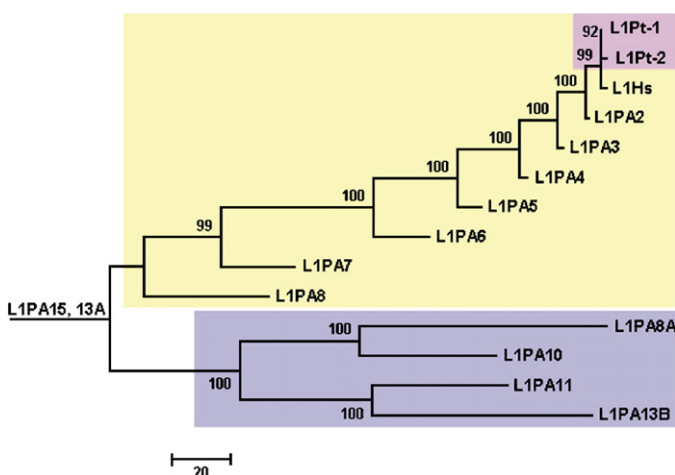 92
L1Pt-1
99
L1Pt-2
100
L1Hs
100
L1PA2
100
L1PA3
100
L1PA4
100
L1PA5
99
L1PA6
L1PA7
L1PA8
L1PA15, 13A
100
L1PA8A
L1PA10
100
L1PA11
100
L1PA13B
20